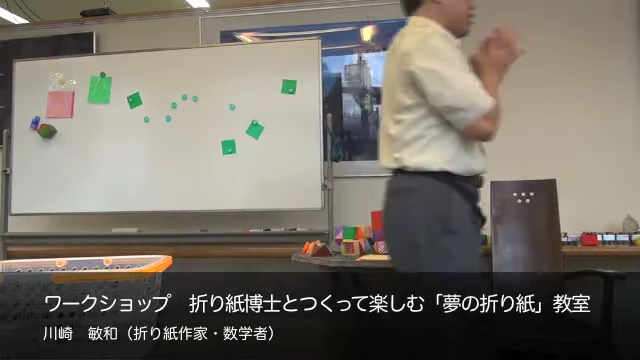 ワークショップ　折り紙博士とつくって楽しむ「夢の折り紙」教室
川崎　敏和（折り紙作家・数学者）